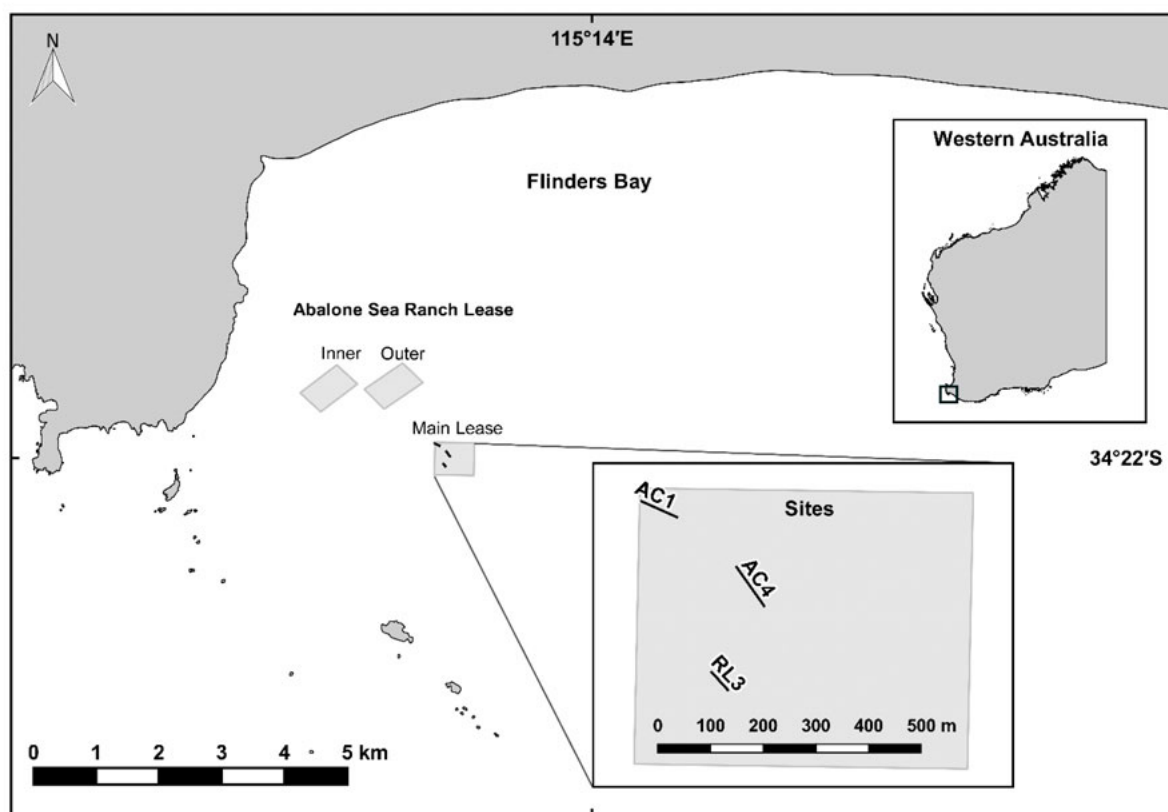 N
115°14′E
Western Australia
Flinders Bay
Abalone Sea Ranch Lease
Inner
Outer
Main Lease
34°22′S
AC1
Sites
AC4
RL3
0 100 200 300 400 500 m
0 1 2 3 4 5 km